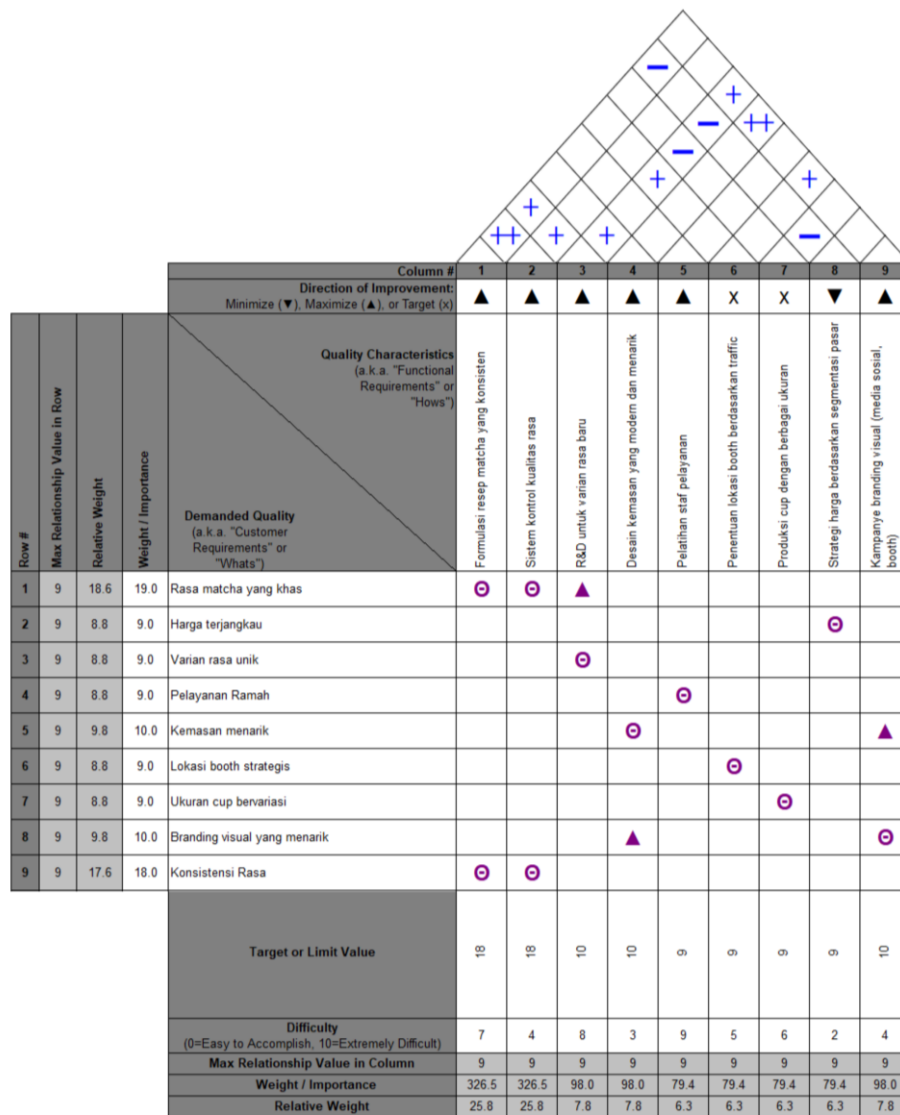 −
+
− ++
−
+ +
+
++ + + −
Column # 1 2 3 4 5 6 7 8 9
Direction of Improvement:
Minimize (▼), Maximize (▲), or Target (x) ▲ ▲ ▲ ▲ ▲ X X ▼ ▲
Row #
Max Relationship Value in Row
Relative Weight
Weight / Importance
Quality Characteristics
(a.k.a. "Functional
Requirements" or
"Hows")
Demanded Quality
(a.k.a. "Customer
Requirements" or
"Whats")
Formulasi resep matcha yang konsisten
Sistem kontrol kualitas rasa
R&D untuk varian rasa baru
Desain kemasan yang modern dan menarik
Pelatihan staf pelayanan
Penentuan lokasi booth berdasarkan traffic
Produksi cup dengan berbagai ukuran
Strategi harga berdasarkan segmentasi pasar
Kampanye branding visual (media sosial,
booth)
1 9 18.6 19.0 Rasa matcha yang khas Θ Θ ▲
2 9 8.8 9.0 Harga terjangkau Θ
3 9 8.8 9.0 Varian rasa unik Θ
4 9 8.8 9.0 Pelayanan Ramah Θ
5 9 9.8 10.0 Kemasan menarik Θ ▲
6 9 8.8 9.0 Lokasi booth strategis Θ
7 9 8.8 9.0 Ukuran cup bervariasi Θ
8 9 9.8 10.0 Branding visual yang menarik ▲ Θ
9 9 17.6 18.0 Konsistensi Rasa Θ Θ
Target or Limit Value 18 18 10 10 9 9 9 9 10
Difficulty
(0=Easy to Accomplish, 10=Extremely Difficult) 7 4 8 3 9 5 6 2 4
Max Relationship Value in Column 9 9 9 9 9 9 9 9 9
Weight / Importance 326.5 326.5 98.0 98.0 79.4 79.4 79.4 79.4 98.0
Relative Weight 25.8 25.8 7.8 7.8 6.3 6.3 6.3 6.3 7.8